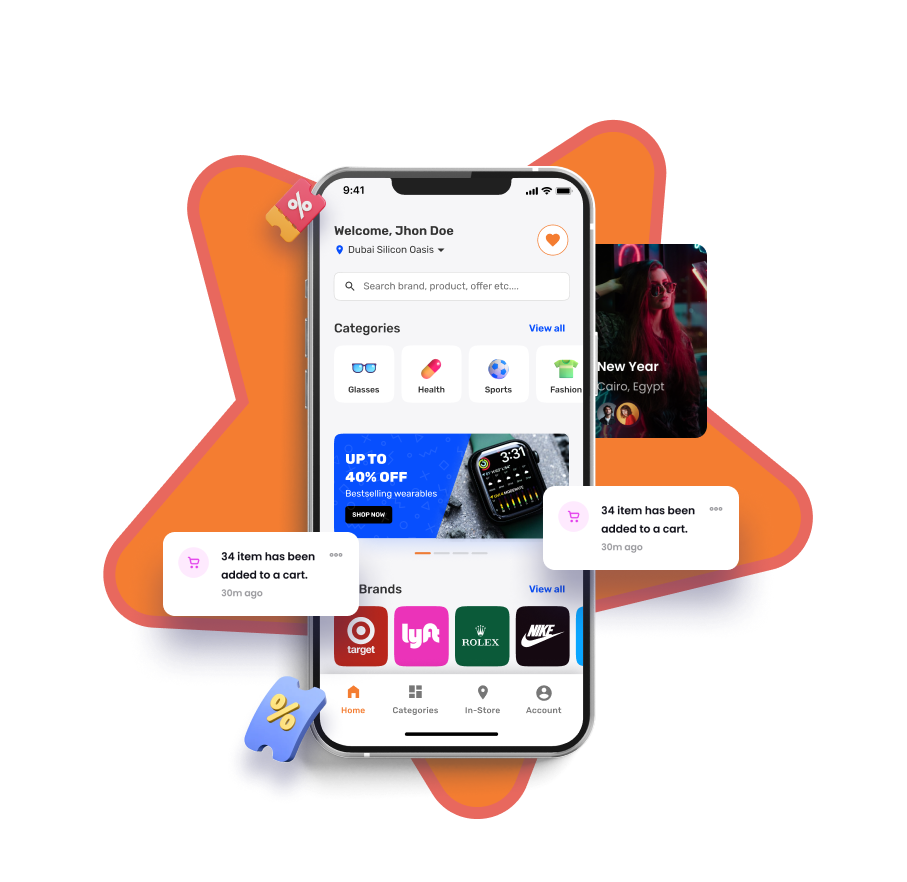 9:41
Welcome, Jhon Doe
Dubai Silicon Oasis
Search brand, product, offer etc....
Categories View all
Glasses Health Sports Fashion
New Year
Cairo, Egypt
UP TO
40% OFF
Bestselling wearables
SHOP NOW
3:31
34 item has been
added to a cart.
30m ago
34 item has been
added to a cart.
30m ago
Brands View all
target
lyft
ROLEX
NIKE
Home Categories In-Store Account
%
%